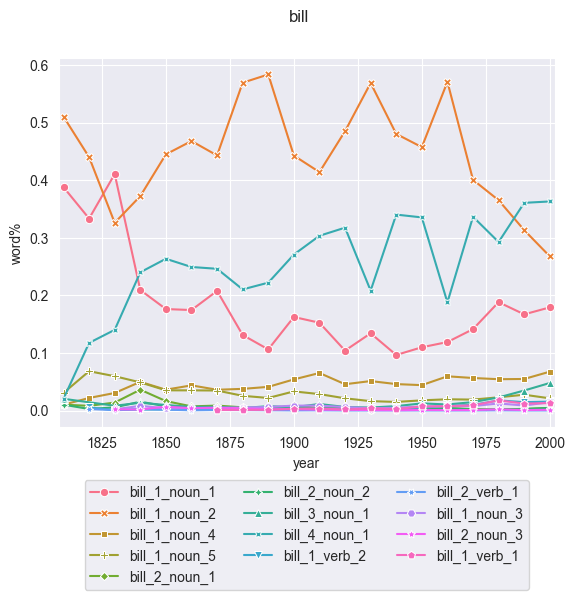 bill
0.6
0.5
0.4
0.3
0.2
0.1
0.0
word%
1825 1850 1875 1900 1925 1950 1975 2000
year
bill_1_noun_1 bill_2_noun_2 bill_2_verb_1
bill_1_noun_2 bill_3_noun_1 bill_1_noun_3
bill_1_noun_4 bill_4_noun_1 bill_2_noun_3
bill_1_noun_5 bill_1_verb_2 bill_1_verb_1
bill_2_noun_1